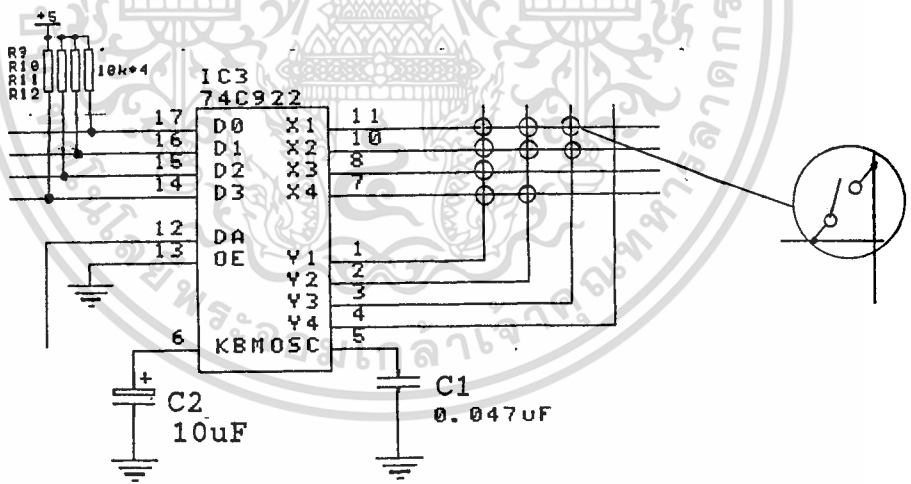 +5
R9
R10
R11
R12
10k*4
IC3
74C922
17 D0 X1 11
16 D1 X2 10
15 D2 X3 8
14 D3 X4 7
12 DA
13 OE Y1 1
Y2 2
Y3 3
Y4 4
6 KBM OSC 5
C2
10uF
C1
0.047uF